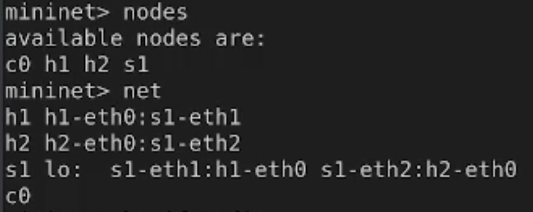 mininet> nodes
available nodes are:
c0 h1 h2 s1
mininet> net
h1 h1-eth0:s1-eth1
h2 h2-eth0:s1-eth2
s1 lo:  s1-eth1:h1-eth0 s1-eth2:h2-eth0
c0